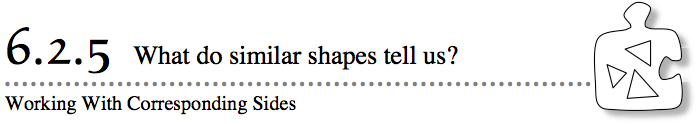 6.2.5 What do similar shapes tell us?
Working With Corresponding Sides